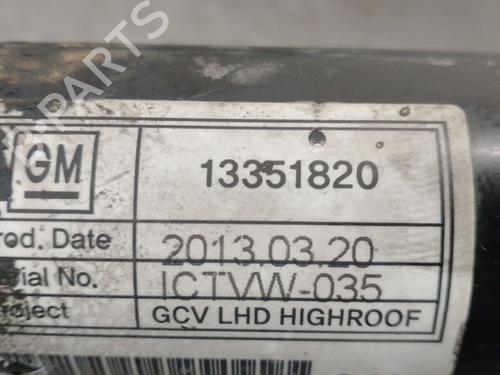 GM 13351820
rod. Date 2013.03.20
rial No. ICTVW-035
roject GCV LHD HIGHROOF
B-PARTS